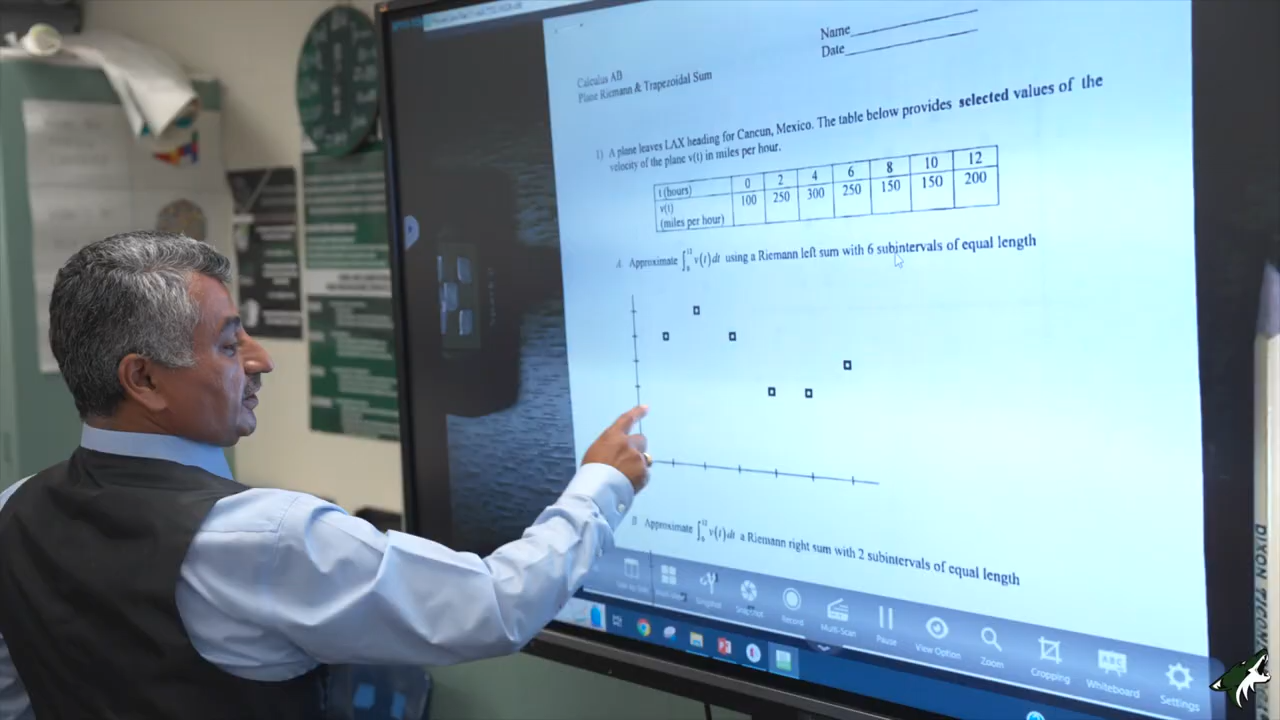 Name
Date
Calculus AB
Plane Riemann & Trapezoidal Sum
1) A plane leaves LAX heading for Cancun, Mexico. The table below provides selected values of the
velocity of the plane v(t) in miles per hour.
t (hours) 0 2 4 6 8 10 12
v(t) (miles per hour) 100 250 300 250 150 150 200
A Approximate ∫₀¹² v(t)dt using a Riemann left sum with 6 subintervals of equal length
B Approximate ∫₀¹² v(t)dt a Riemann right sum with 2 subintervals of equal length
Snapshot Record Multi-Scan Pause View Option Zoom Cropping Whiteboard Settings
ABC
DIXON TICONDE